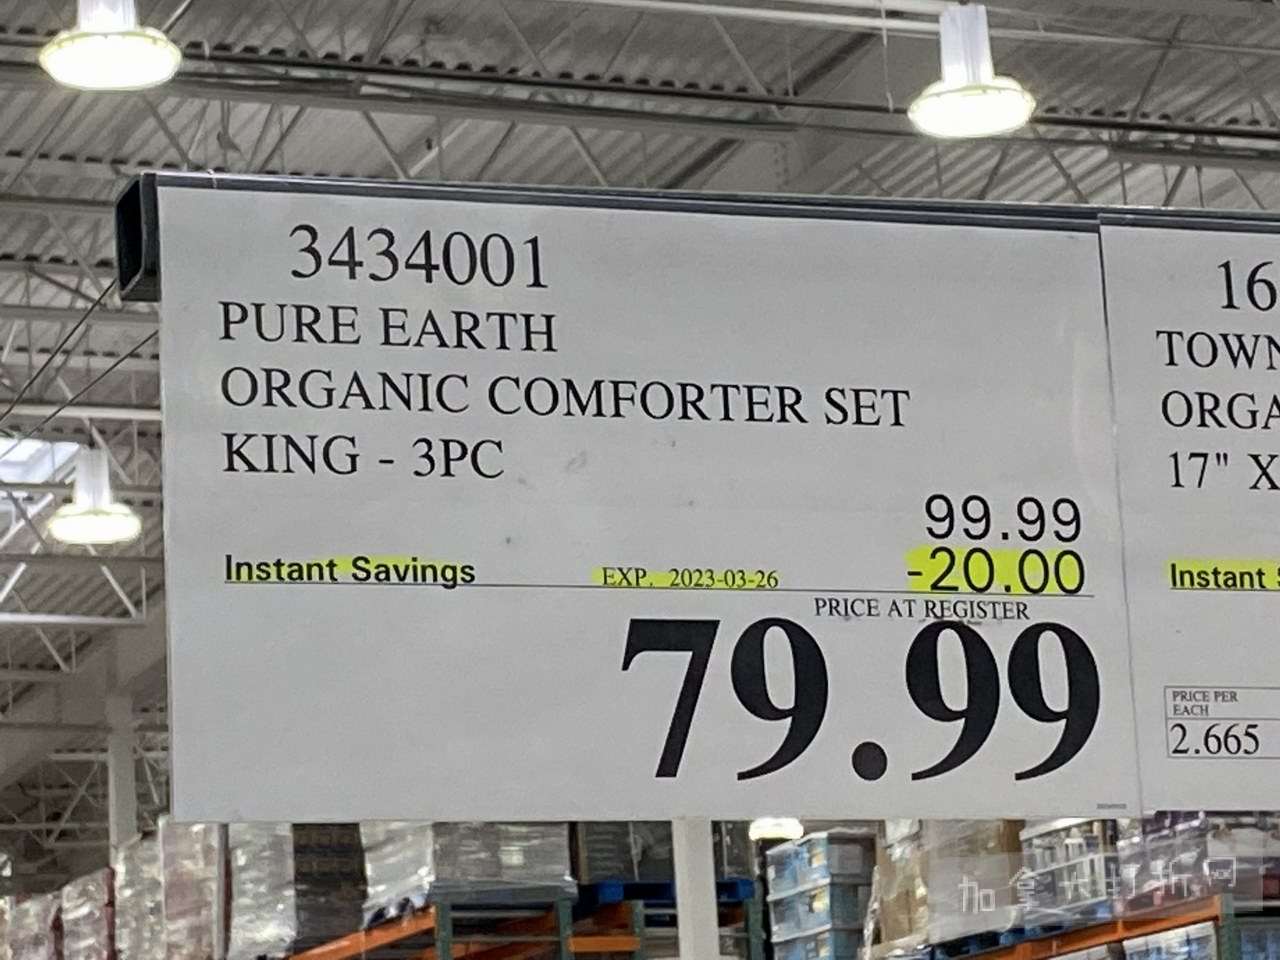 3434001
PURE EARTH
ORGANIC COMFORTER SET
KING - 3PC
99.99
Instant Savings EXP. 2023-03-26 -20.00
PRICE AT REGISTER
79.99
16
TOWN
ORGA
17" X
Instant
PRICE PER
EACH
2.665
加拿大打折网